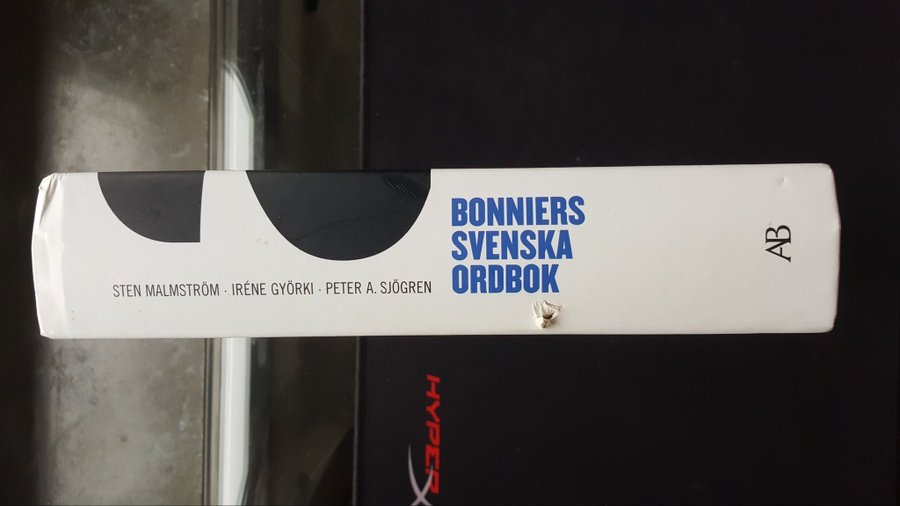 BONNIERS
SVENSKA
ORDBOK
STEN MALMSTRÖM · IRÉNE GYÖRKI · PETER A. SJÖGREN
AB
HYPERX